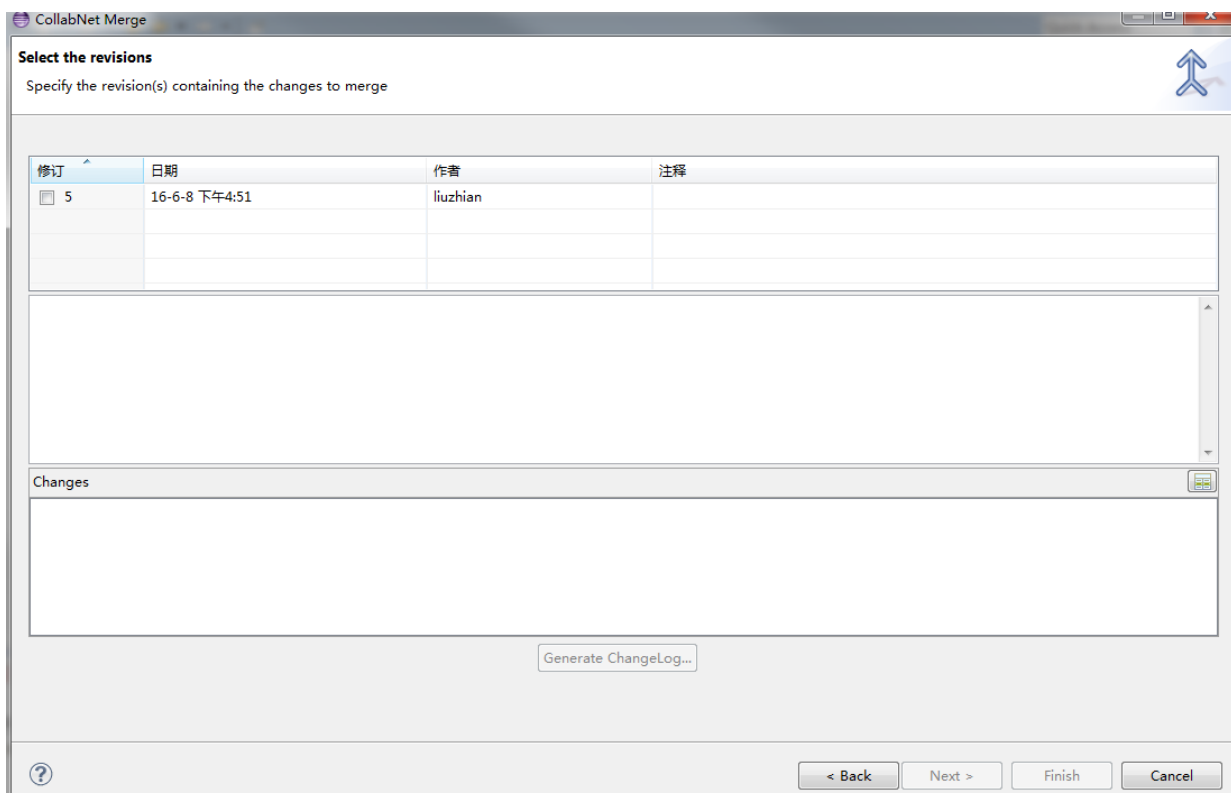 CollabNet Merge
Select the revisions
Specify the revision(s) containing the changes to merge
修订 日期 作者 注释
5 16-6-8 下午4:51 liuzhian
Changes
Generate ChangeLog...
? < Back Next > Finish Cancel